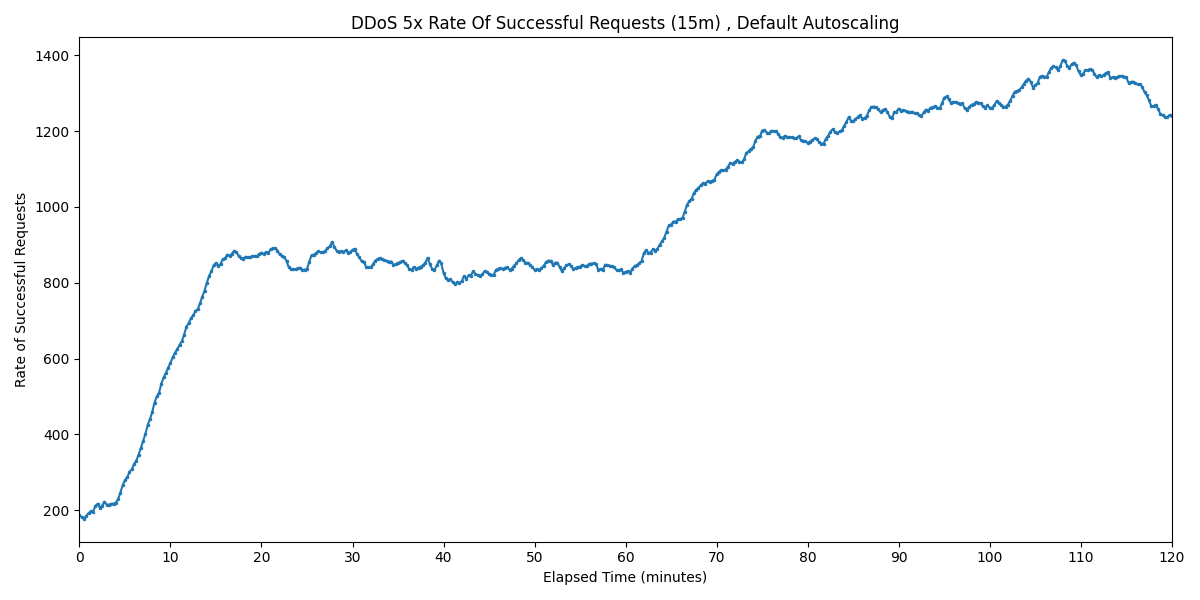 DDoS 5x Rate Of Successful Requests (15m) , Default Autoscaling
Rate of Successful Requests
1400
1200
1000
800
600
400
200
0 10 20 30 40 50 60 70 80 90 100 110 120
Elapsed Time (minutes)